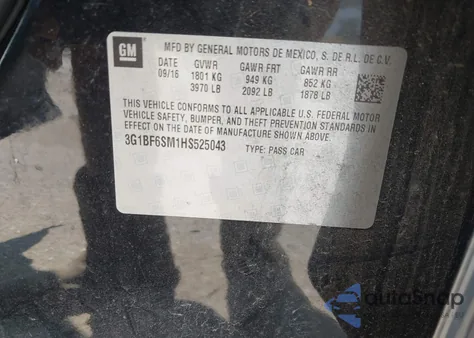 GM
MFD BY GENERAL MOTORS DE MEXICO, S. DE R.L. DE C.V.
DATE GVWR GAWR FRT GAWR RR
09/16 1801 KG 949 KG 852 KG
3970 LB 2092 LB 1878 LB
THIS VEHICLE CONFORMS TO ALL APPLICABLE U.S. FEDERAL MOTOR
VEHICLE SAFETY, BUMPER, AND THEFT PREVENTION STANDARDS IN
EFFECT ON THE DATE OF MANUFACTURE SHOWN ABOVE.
3G1BF6SM1HS525043 TYPE: PASS CAR
autoSnap